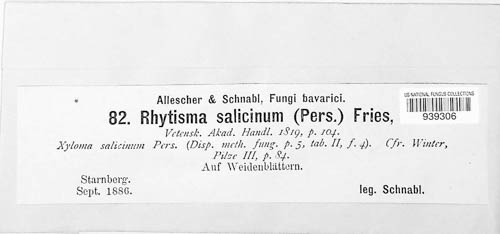 Allescher & Schnabl, Fungi bavarici.
US NATIONAL FUNGUS COLLECTIONS
939306
82. Rhytisma salicinum (Pers.) Fries,
Vetensk. Akad. Handl. 1819, p. 104.
Xyloma salicinum Pers. (Disp. meth. fung. p. 5, tab. II, f. 4). Cfr. Winter,
Pilze III, p. 84.
Auf Weidenblättern.
Starnberg.
Sept. 1886.
leg. Schnabl.